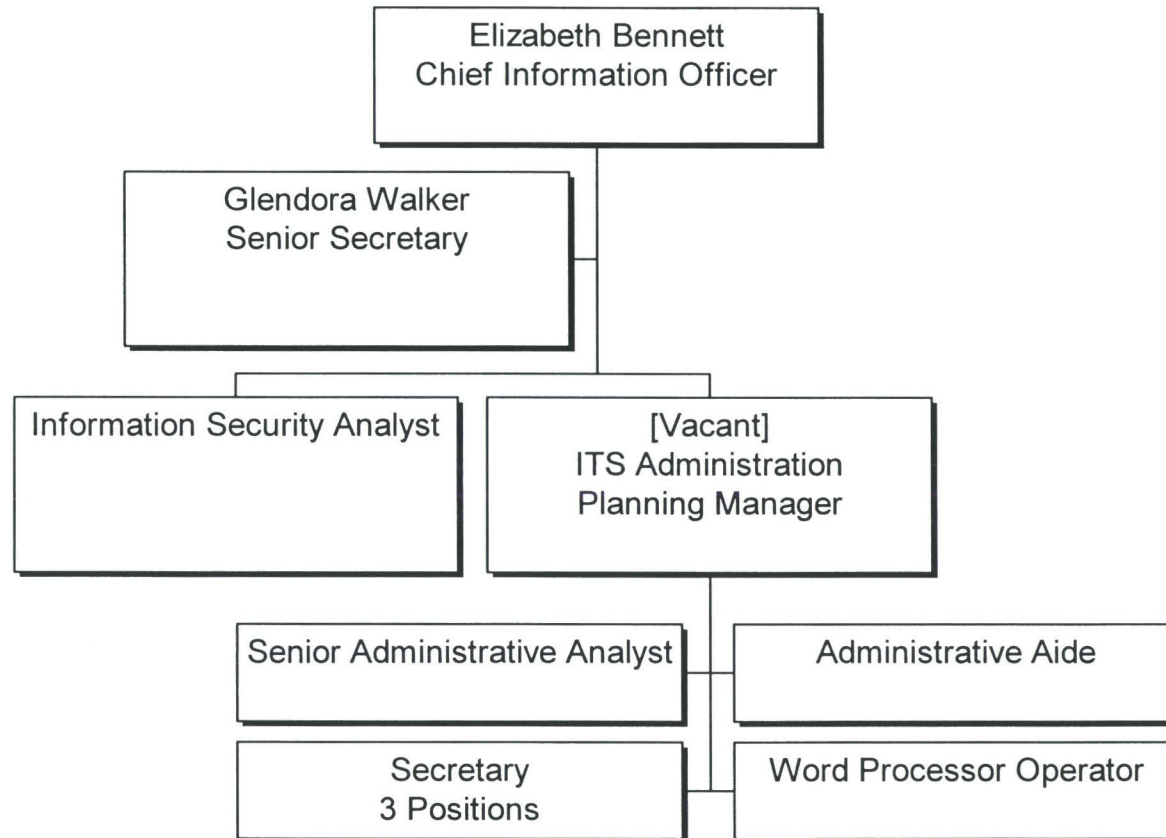 Elizabeth Bennett
Chief Information Officer
Glendora Walker
Senior Secretary
Information Security Analyst
[Vacant]
ITS Administration
Planning Manager
Senior Administrative Analyst
Administrative Aide
Secretary
3 Positions
Word Processor Operator